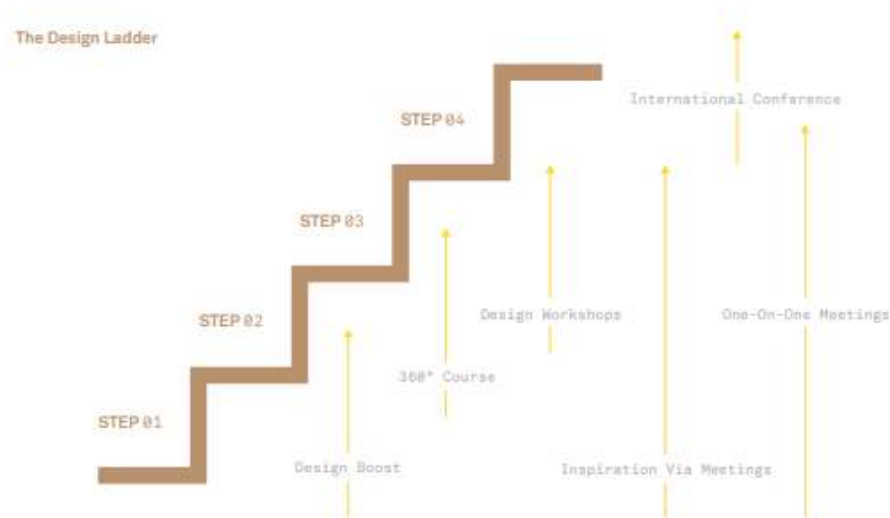 The Design Ladder
International Conference
STEP 04
STEP 03
Design Workshops
One-On-One Meetings
STEP 02
360° Course
STEP 01
Design Boost
Inspiration Via Meetings